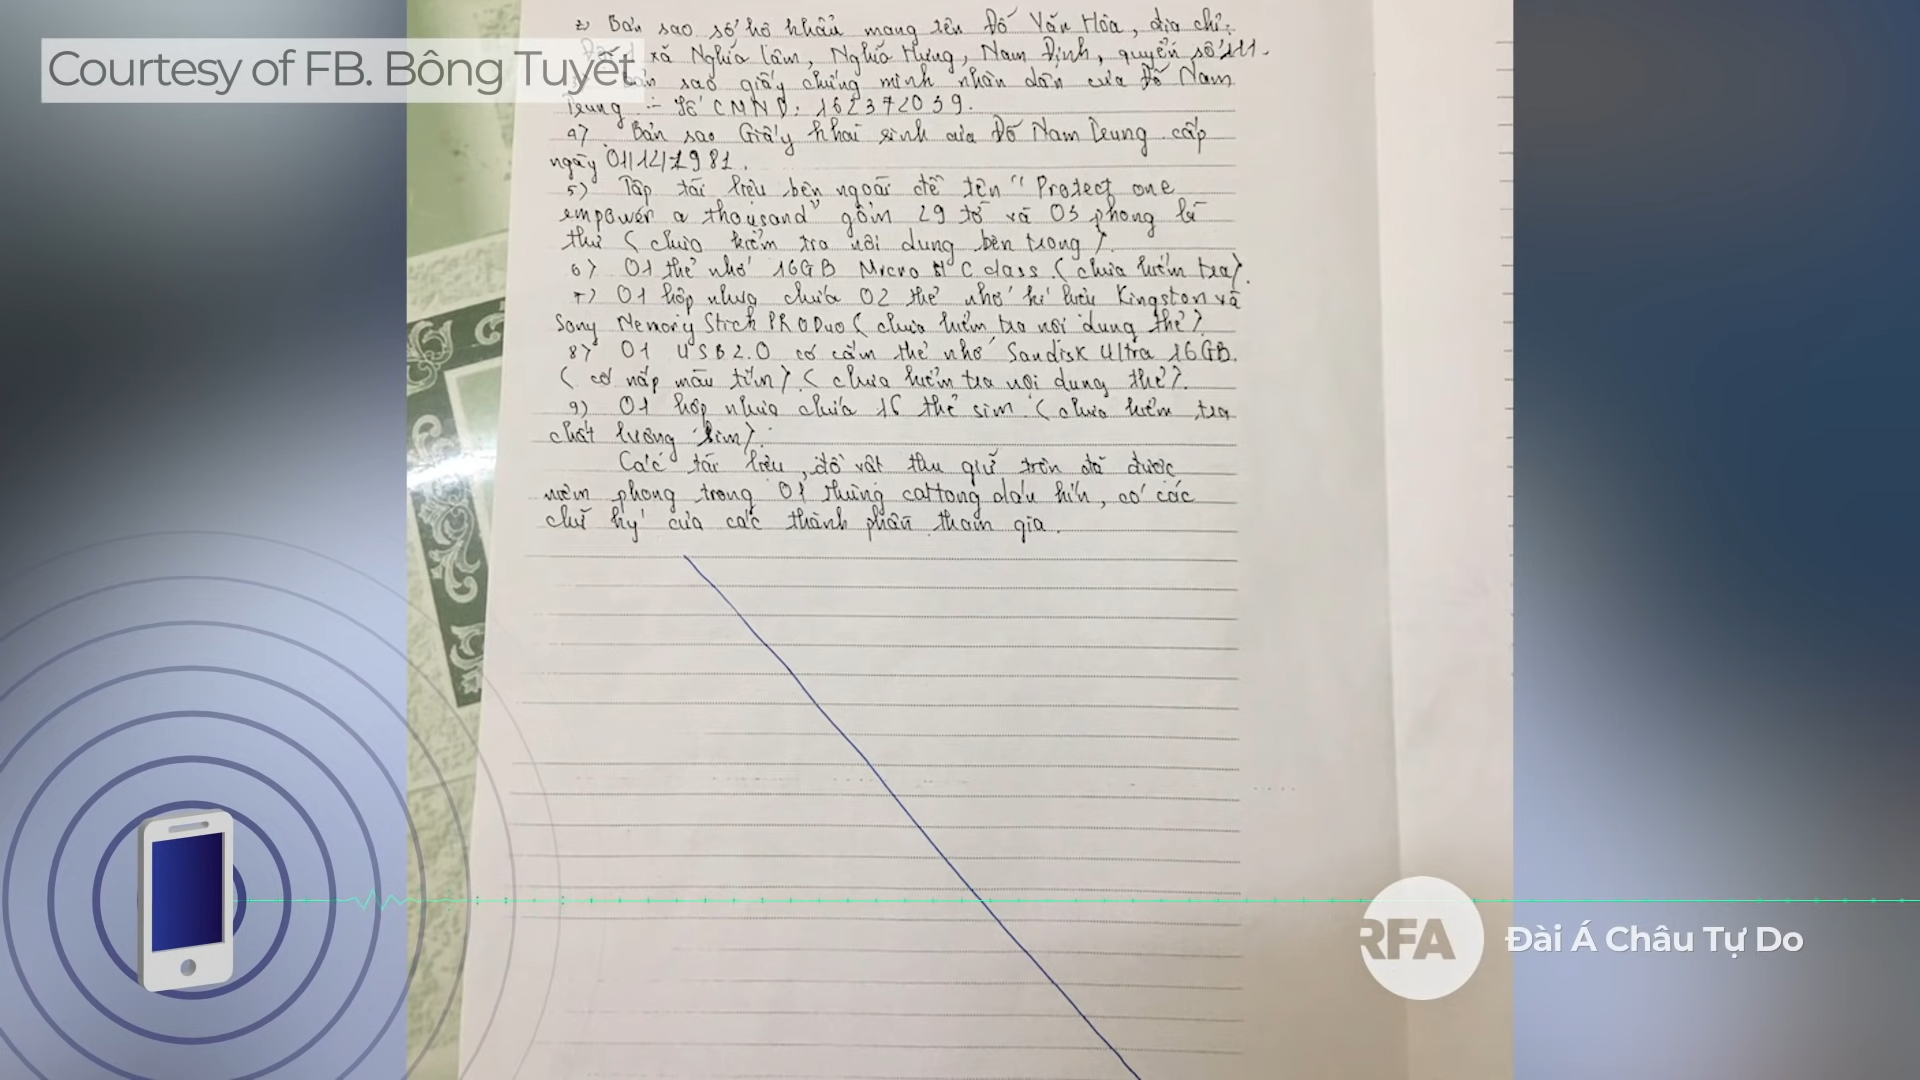 Courtesy of FB. Bông Tuyết
Bản sao sổ hộ khẩu mang tên Đỗ Văn Hòa, địa chỉ:
xã Nghĩa Lâm, Nghĩa Hưng, Nam Định, quyển số 111.
bản sao giấy chứng minh nhân dân của Đỗ Nam
Trung - Số CMND: 162372039.
4) Bản sao Giấy khai sinh của Đỗ Nam Trung cấp
ngày 01/12/1981.
5) Tập tài liệu bên ngoài đề tên "Protect one
empower a thousand" gồm 29 tờ và 03 phong bì
thư (chưa kiểm tra nội dung bên trong).
6) 01 thẻ nhớ 16GB Micro HC class (chưa kiểm tra).
7) 01 hộp nhựa chứa 02 thẻ nhớ kí hiệu Kingston và
Sony Memory Stick PRO Duo (chưa kiểm tra nội dung thẻ).
8) 01 USB 2.0 có cắm thẻ nhớ Sandisk Ultra 16GB.
(có nắp màu tím). (chưa kiểm tra nội dung thẻ).
9) 01 hộp nhựa chứa 16 thẻ sim. (chưa kiểm tra
chất lượng sim).
Các tài liệu, đồ vật thu giữ trên đã được
niêm phong trong 01 thùng cattong dán kín, có các
chữ ký của các thành phần tham gia.
RFA Đài Á Châu Tự Do